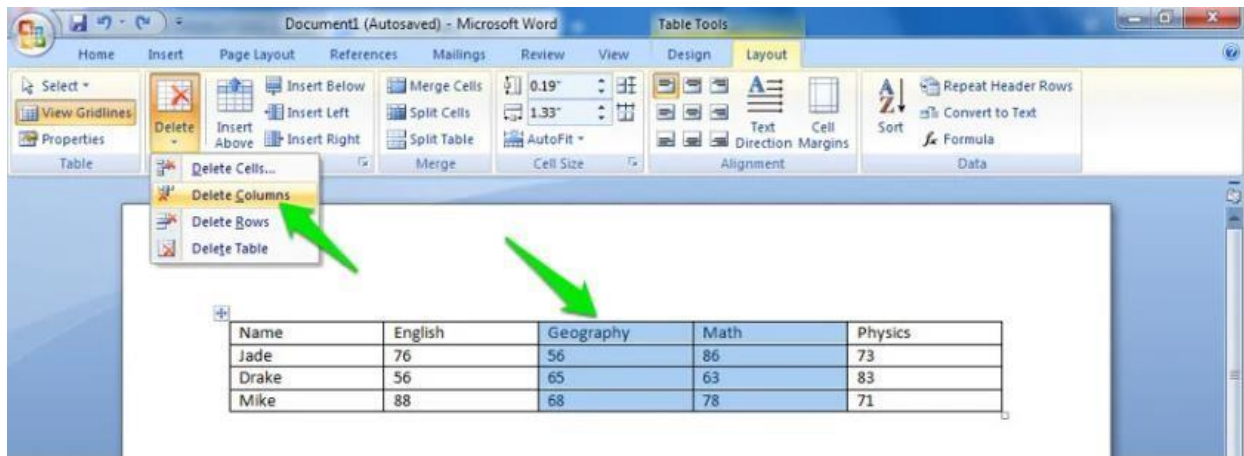 Document1 (Autosaved) - Microsoft Word Table Tools
Home Insert Page Layout References Mailings Review View Design Layout
Select Insert Below Merge Cells 0.19" Repeat Header Rows
View Gridlines Delete Insert Above Insert Left Split Cells 1.33" Text Direction Cell Margins Sort Convert to Text
Properties Insert Right Split Table AutoFit Formula
Table Merge Cell Size Alignment Data
Delete Cells...
Delete Columns
Delete Rows
Delete Table
Name English Geography Math Physics
Jade 76 56 86 73
Drake 56 65 63 83
Mike 88 68 78 71